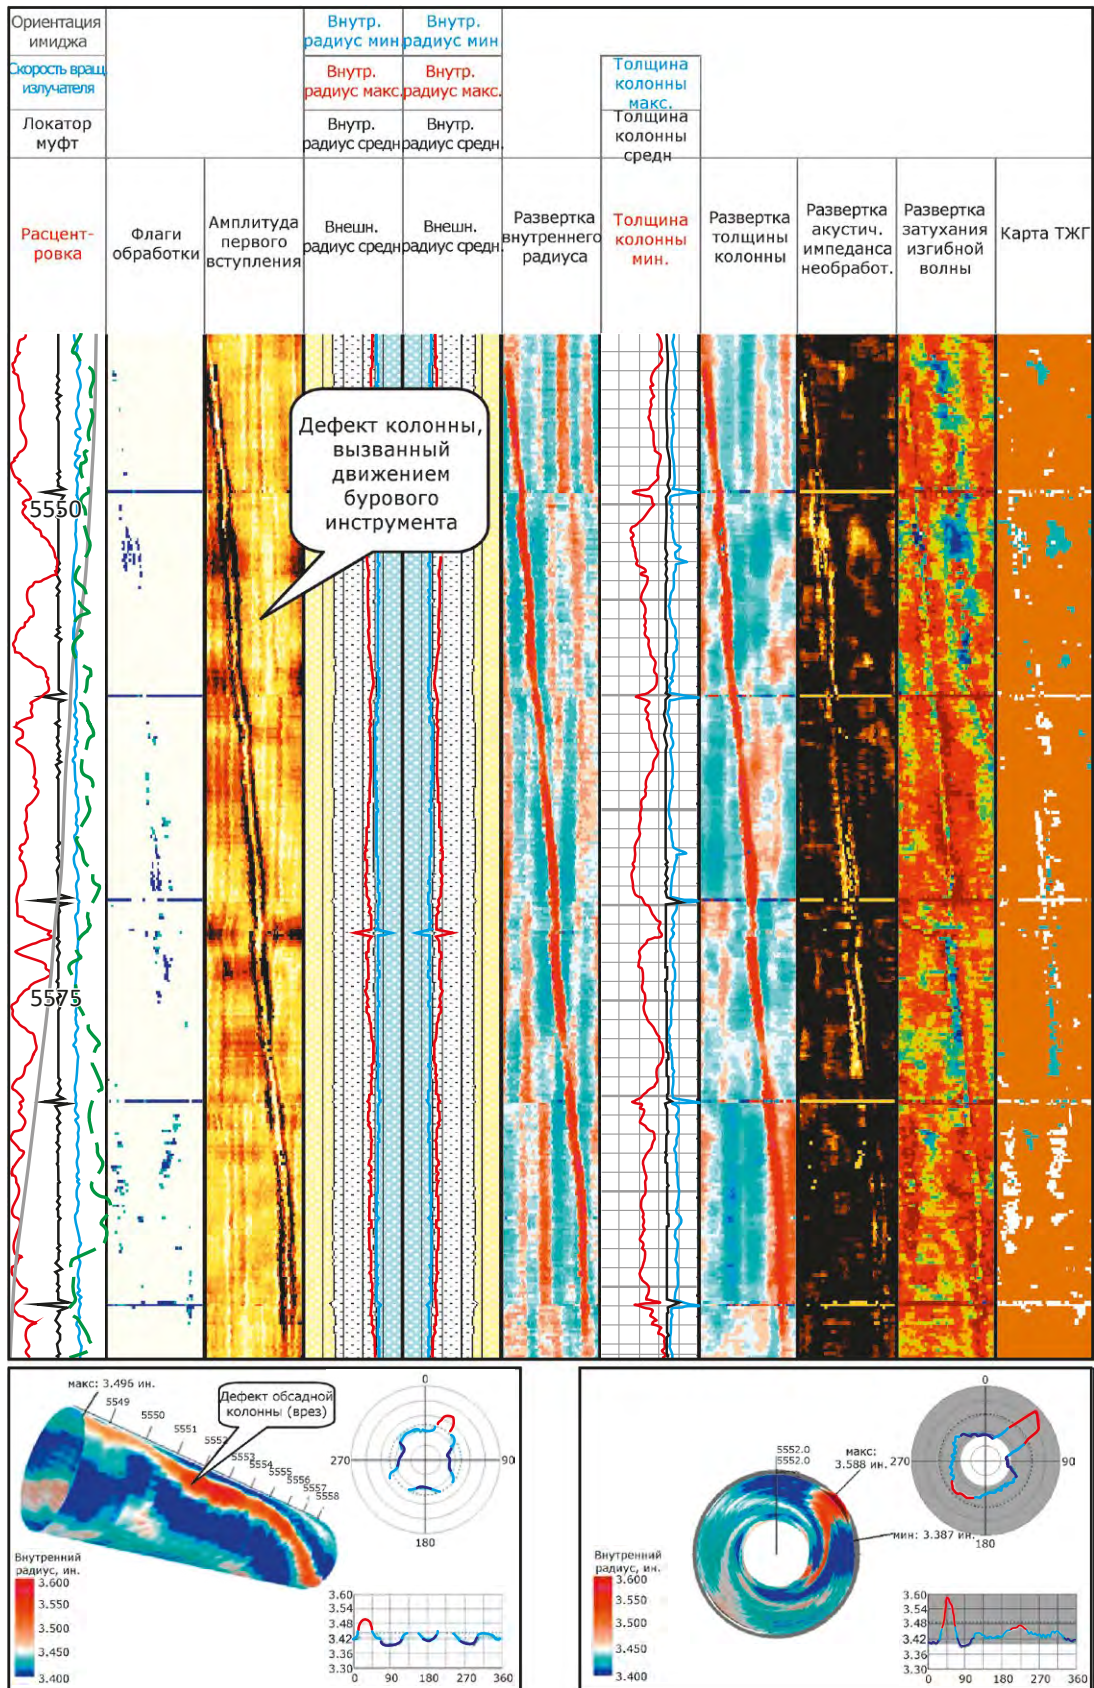 Ориентация
имиджа
Скорость вращ.
излучателя
Локатор
муфт
Расцент-
ровка
Флаги
обработки
Амплитуда
первого
вступления
Внутр.
радиус мин
Внутр.
радиус макс.
Внутр.
радиус средн.
Внешн.
радиус средн.
Внутр.
радиус мин
Внутр.
радиус макс.
Внутр.
радиус средн.
Внешн.
радиус средн.
Развертка
внутреннего
радиуса
Толщина
колонны
макс.
Толщина
колонны
средн
Толщина
колонны
мин.
Развертка
толщины
колонны
Развертка
акустич.
импеданса
необработ.
Развертка
затухания
изгибной
волны
Карта ТЖГ
Дефект колонны,
вызванный
движением
бурового
инструмента
5550
5575
макс: 3.496 ин.
Дефект обсадной
колонны (врез)
5549
5550
5551
5552
5553
5554
5555
5556
5557
5558
0
270
90
180
Внутренний
радиус, ин.
3.600
3.550
3.500
3.450
3.400
3.60
3.54
3.48
3.42
3.36
3.30
0 90 180 270 360
5552.0
5552.0
макс:
3.588 ин.
мин: 3.387 ин.
0
270
90
180
Внутренний
радиус, ин.
3.600
3.550
3.500
3.450
3.400
3.60
3.54
3.48
3.42
3.36
3.30
0 90 180 270 360